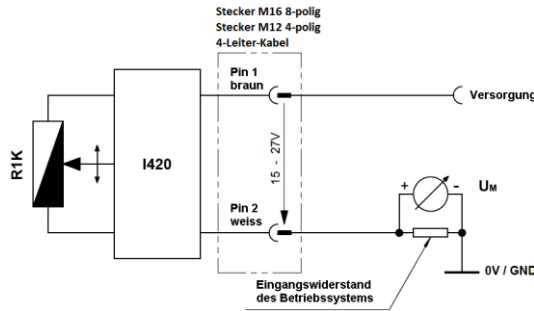 Stecker M16 8-polig
Stecker M12 4-polig
4-Leiter-Kabel
Pin 1
braun
Versorgung
R1K
I420
15 - 27V
+
-
UM
Pin 2
weiss
0V / GND
Eingangswiderstand
des Betriebssystems